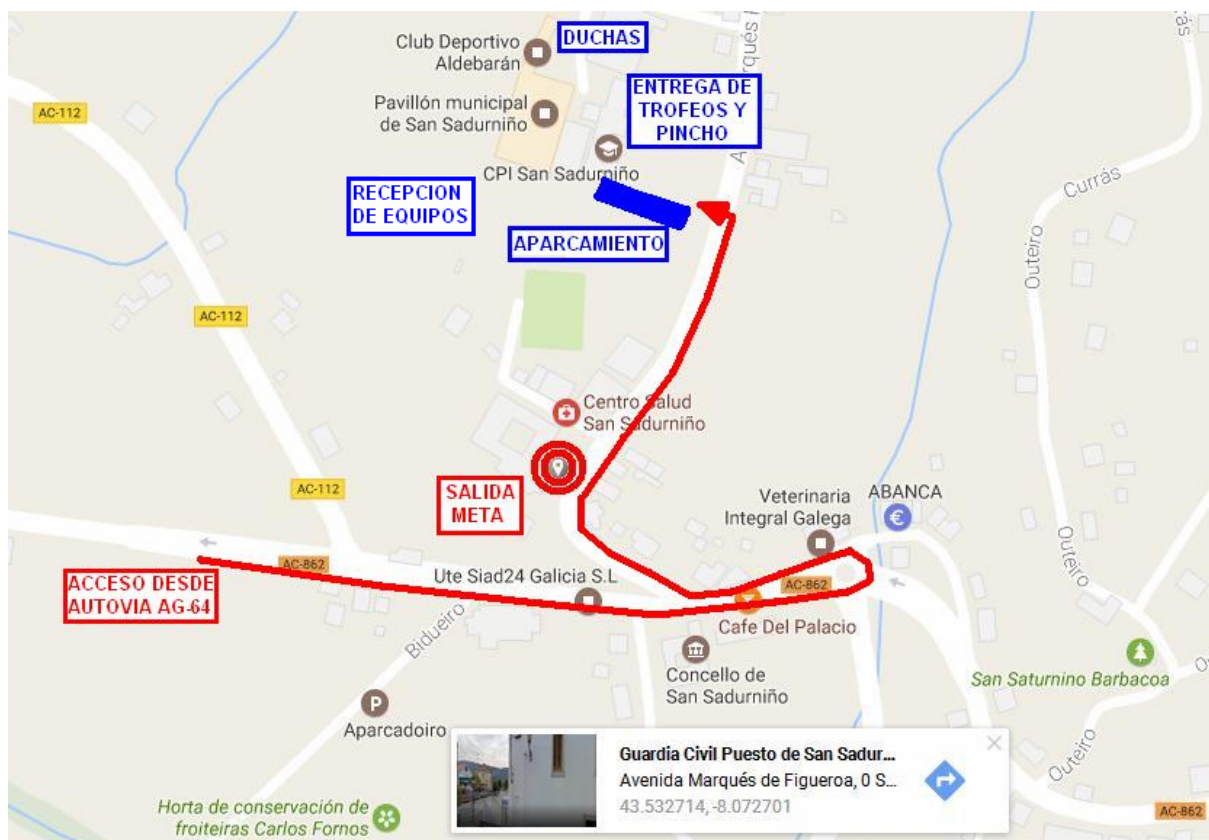 Club Deportivo
Aldebarán
DUCHAS
AC-112
Pavillón municipal
de San Sadurniño
ENTREGA DE
TROFEOS Y
PINCHO
CPI San Sadurniño
RECEPCION
DE EQUIPOS
APARCAMIENTO
Currás
Outeiro
AC-112
Centro Salud
San Sadurniño
AC-112
SALIDA
META
Veterinaria
Integral Galega
ABANCA
Outeiro
ACCESO DESDE
AUTOVIA AG-64
AC-862
Ute Siad24 Galicia S.L
AC-862
Bidueiro
Cafe Del Palacio
Concello de
San Sadurniño
San Saturnino Barbacoa
P
Aparcadoiro
Outeiro
Guardia Civil Puesto de San Sadur...
Avenida Marqués de Figueroa, 0 S...
43.532714, -8.072701
Horta de conservación de
froiteiras Carlos Fornos
AC-862